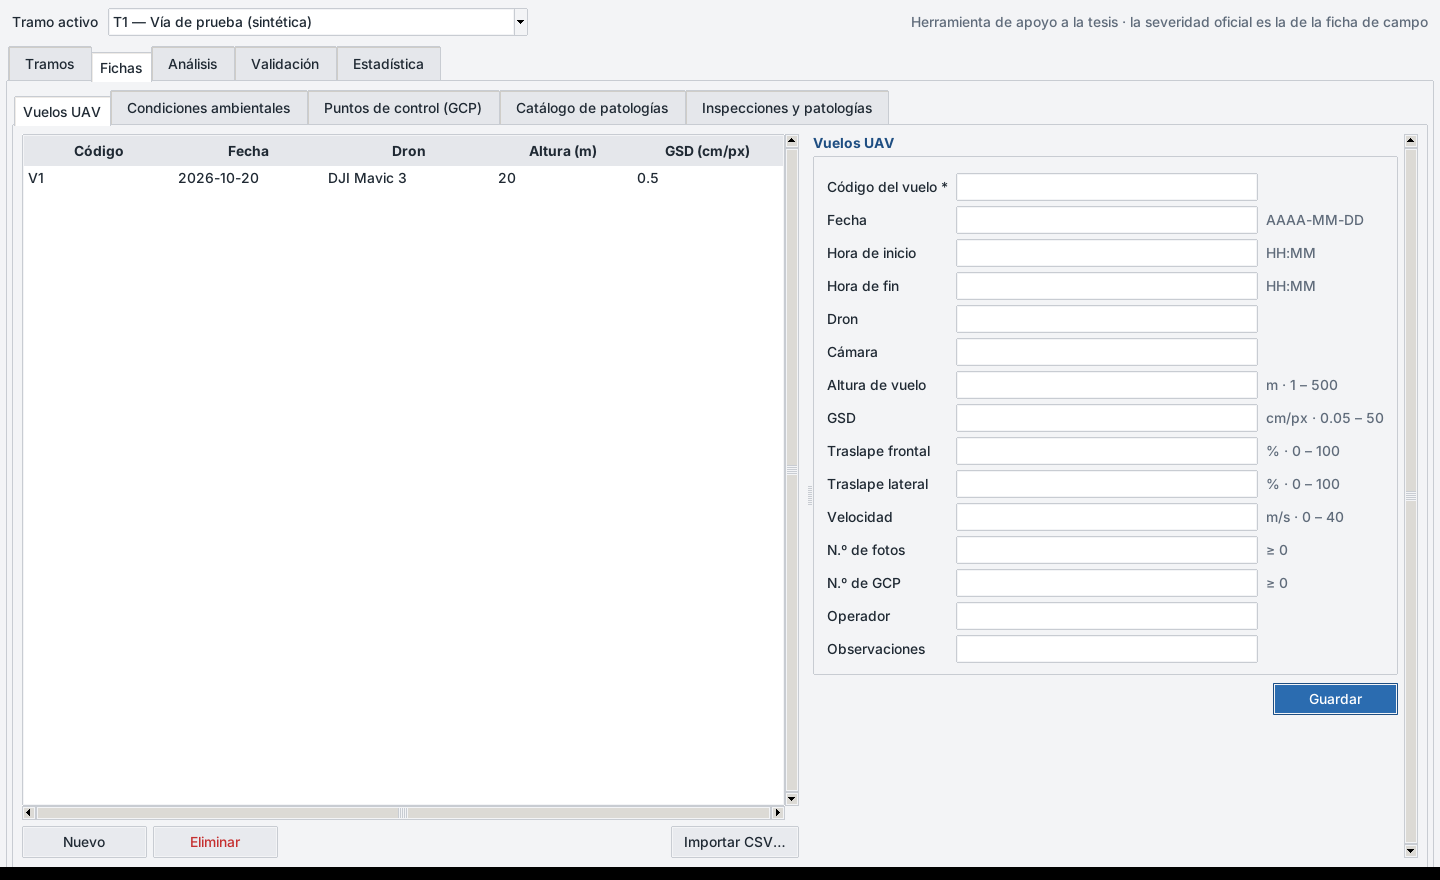 Tramo activo T1 — Vía de prueba (sintética) Herramienta de apoyo a la tesis · la severidad oficial es la de la ficha de campo
Tramos Fichas Análisis Validación Estadística
Vuelos UAV Condiciones ambientales Puntos de control (GCP) Catálogo de patologías Inspecciones y patologías
Código Fecha Dron Altura (m) GSD (cm/px)
V1 2026-10-20 DJI Mavic 3 20 0.5
Nuevo Eliminar Importar CSV...
Vuelos UAV
Código del vuelo *
Fecha AAAA-MM-DD
Hora de inicio HH:MM
Hora de fin HH:MM
Dron
Cámara
Altura de vuelo m · 1 – 500
GSD cm/px · 0.05 – 50
Traslape frontal % · 0 – 100
Traslape lateral % · 0 – 100
Velocidad m/s · 0 – 40
N.º de fotos ≥ 0
N.º de GCP ≥ 0
Operador
Observaciones
Guardar